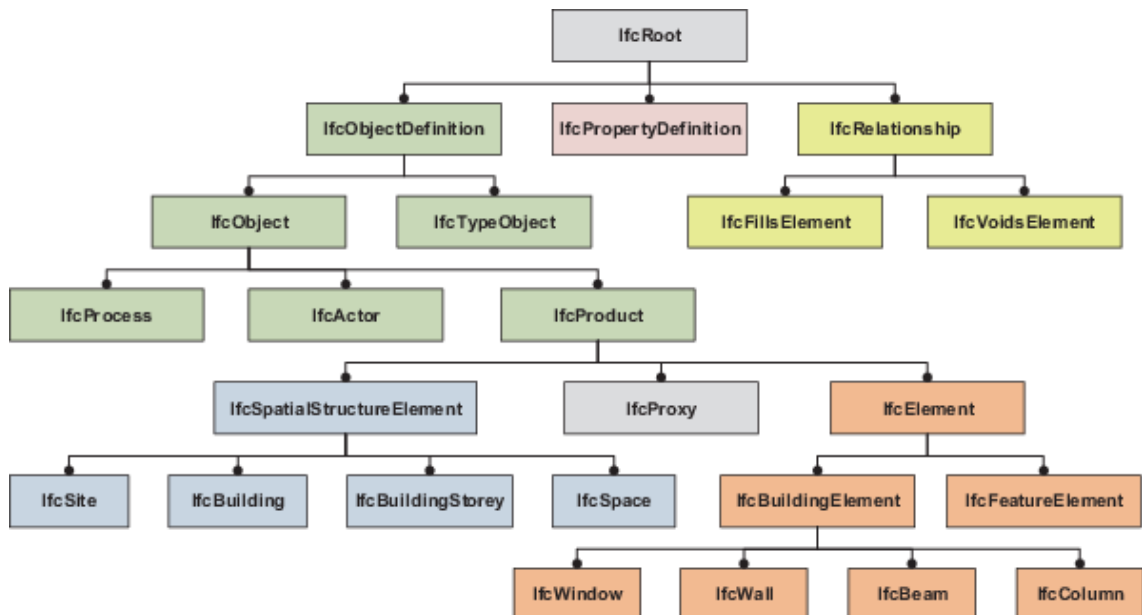 IfcRoot
IfcObjectDefinition
IfcPropertyDefinition
IfcRelationship
IfcObject
IfcTypeObject
IfcFillsElement
IfcVoidsElement
IfcProcess
IfcActor
IfcProduct
IfcSpatialStructureElement
IfcProxy
IfcElement
IfcSite
IfcBuilding
IfcBuildingStorey
IfcSpace
IfcBuildingElement
IfcFeatureElement
IfcWindow
IfcWall
IfcBeam
IfcColumn